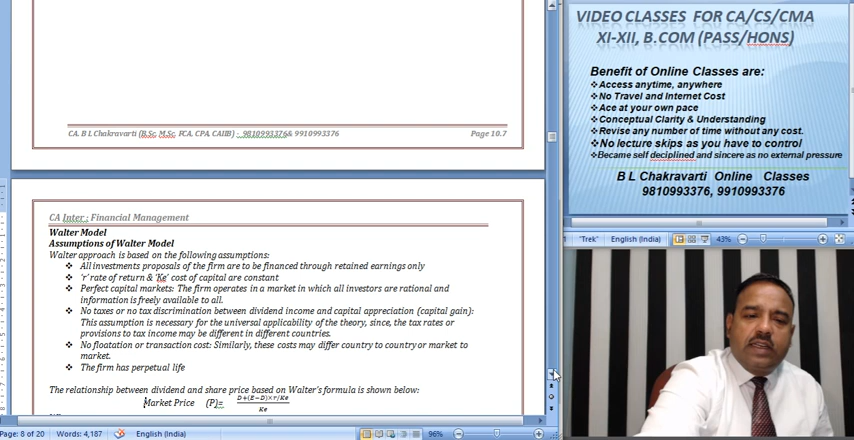 CA. B L Chakravarti (B.Sc, M.Sc, FCA, CPA, CAIIB) : 9810993376& 9910993376
Page 10.7
CA Inter : Financial Management
Walter Model
Assumptions of Walter Model
Walter approach is based on the following assumptions:
❖ All investments proposals of the firm are to be financed through retained earnings only
❖ ‘r’ rate of return & ‘Ke’ cost of capital are constant
❖ Perfect capital markets: The firm operates in a market in which all investors are rational and
information is freely available to all.
❖ No taxes or no tax discrimination between dividend income and capital appreciation (capital gain):
This assumption is necessary for the universal applicability of the theory, since, the tax rates or
provisions to tax income may be different in different countries.
❖ No floatation or transaction cost: Similarly, these costs may differ country to country or market to
market.
❖ The firm has perpetual life
The relationship between dividend and share price based on Walter's formula is shown below:
Market Price (P)= D+(E−D)×r/Ke
Ke
Page: 8 of 20 Words: 4,187 English (India) 96%
VIDEO CLASSES FOR CA/CS/CMA
XI-XII, B.COM (PASS/HONS)
Benefit of Online Classes are:
❖Access anytime, anywhere
❖No Travel and Internet Cost
❖Ace at your own pace
❖Conceptual Clarity & Understanding
❖Revise any number of time without any cost.
❖No lecture skips as you have to control
❖Became self deciplined and sincere as no external pressure
B L Chakravarti Online Classes
9810993376, 9910993376
"Trek" English (India) 43%